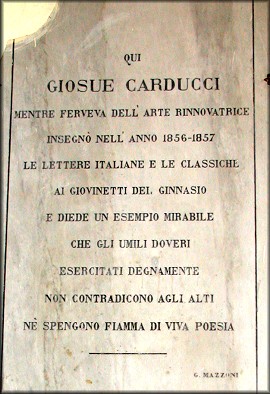 QUI
GIOSUE CARDUCCI
MENTRE FERVEVA DELL'ARTE RINNOVATRICE
INSEGNÒ NELL'ANNO 1856-1857
LE LETTERE ITALIANE E LE CLASSICHE
AI GIOVINETTI DEL GINNASIO
E DIEDE UN ESEMPIO MIRABILE
CHE GLI UMILI DOVERI
ESERCITATI DEGNAMENTE
NON CONTRADICONO AGLI ALTI
NÈ SPENGONO FIAMMA DI VIVA POESIA
G. MAZZONI